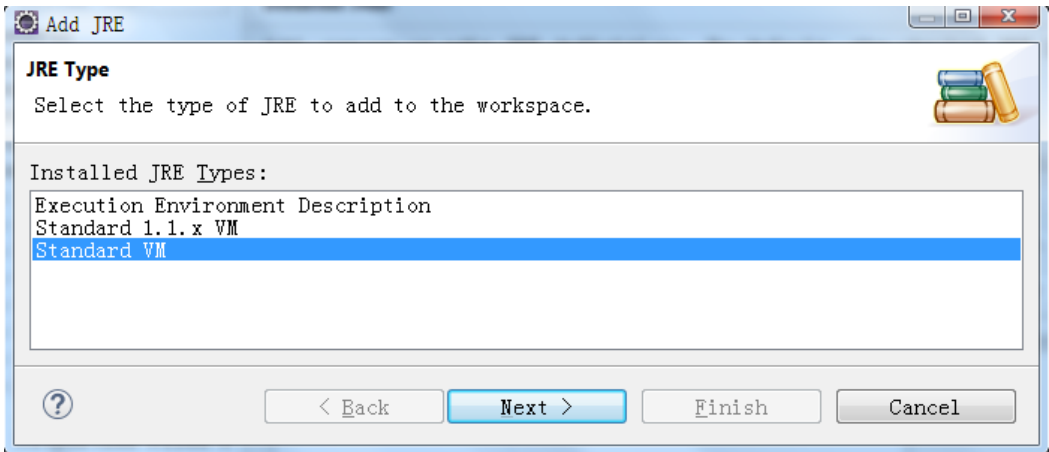 Add JRE
JRE Type
Select the type of JRE to add to the workspace.
Installed JRE Types:
Execution Environment Description
Standard 1.1.x VM
Standard VM
? < Back Next > Finish Cancel